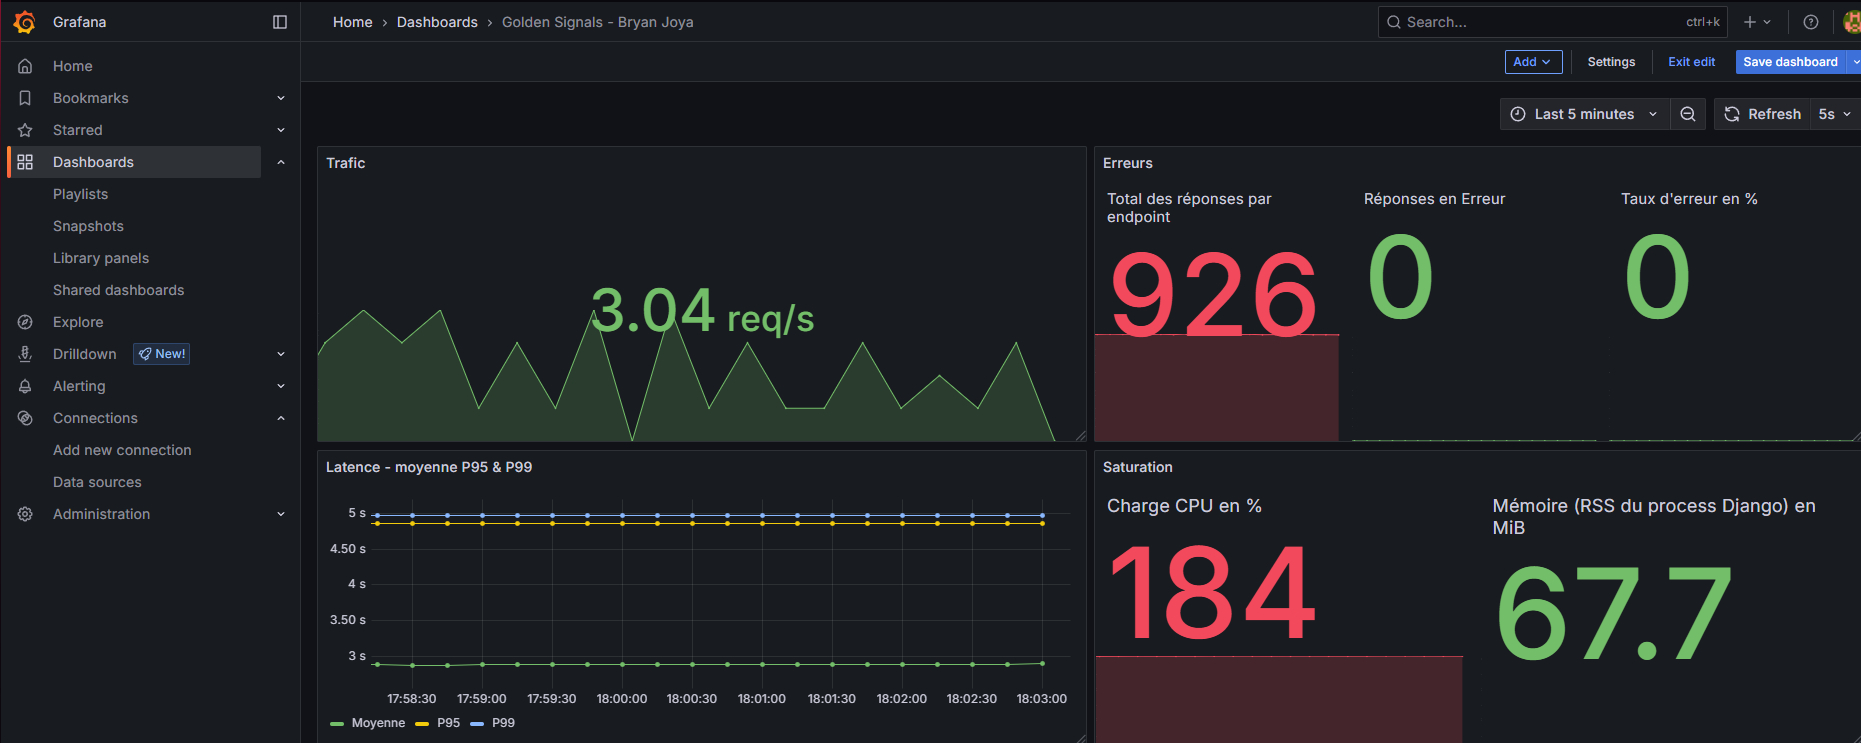 Grafana
Home › Dashboards › Golden Signals - Bryan Joya
Search... ctrl+k
Add Settings Exit edit Save dashboard
Last 5 minutes Refresh 5s
Home
Bookmarks
Starred
Dashboards
Playlists
Snapshots
Library panels
Shared dashboards
Explore
Drilldown New!
Alerting
Connections
Add new connection
Data sources
Administration
Trafic
3.04 req/s
Erreurs
Total des réponses par
endpoint
926
Réponses en Erreur
0
Taux d'erreur en %
0
Latence - moyenne P95 & P99
5 s
4.50 s
4 s
3.50 s
3 s
17:58:30 17:59:00 17:59:30 18:00:00 18:00:30 18:01:00 18:01:30 18:02:00 18:02:30 18:03:00
Moyenne P95 P99
Saturation
Charge CPU en %
184
Mémoire (RSS du process Django) en
MiB
67.7